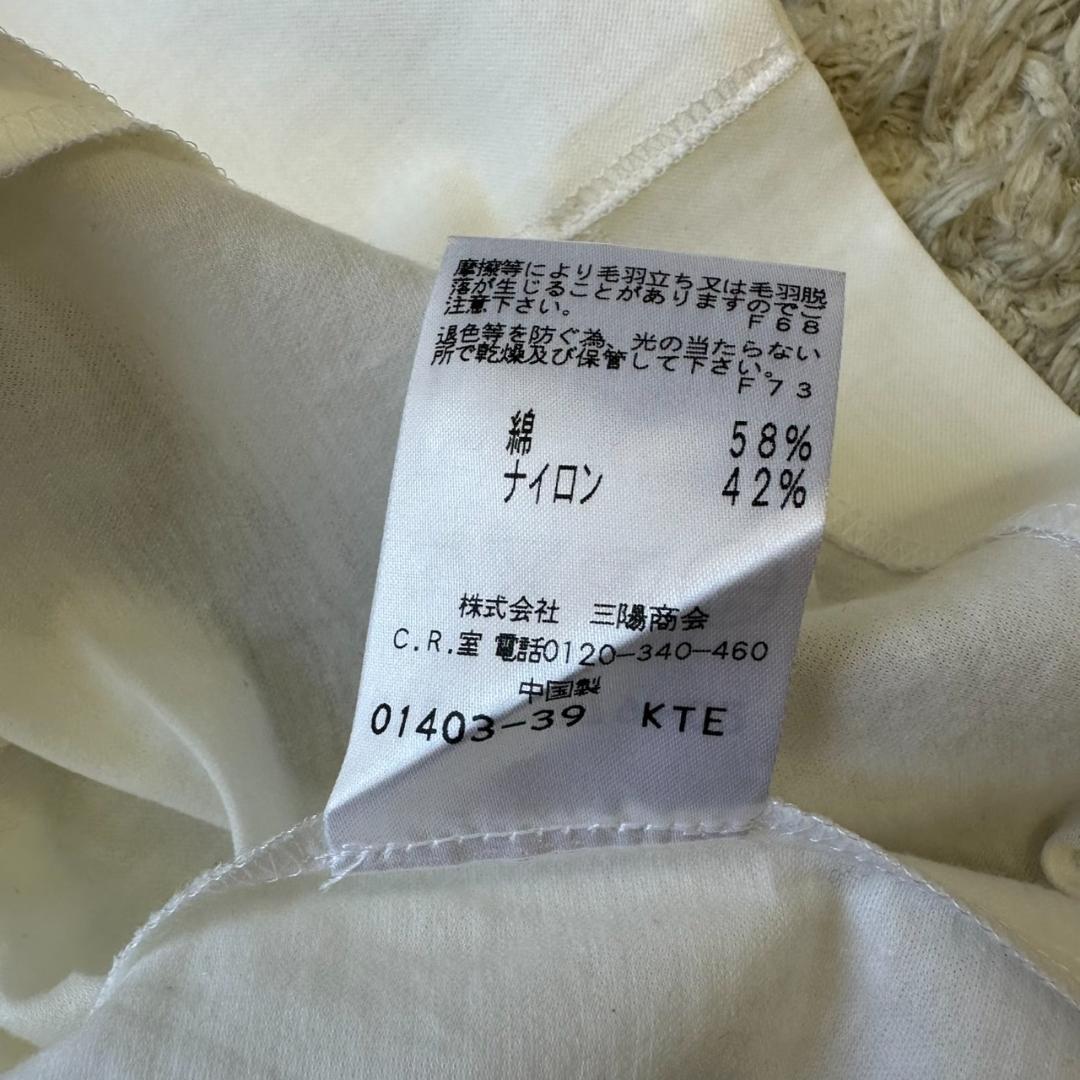 摩擦等により毛羽立ち又は毛羽脱
落が生じることがありますのでご
注意下さい。
F68
退色等を防ぐ為、光の当たらない
所で乾燥及び保管して下さい。
F73
綿 58%
ナイロン 42%
株式会社 三陽商会
C.R.室 電話0120-340-460
中国製
01403-39 KTE